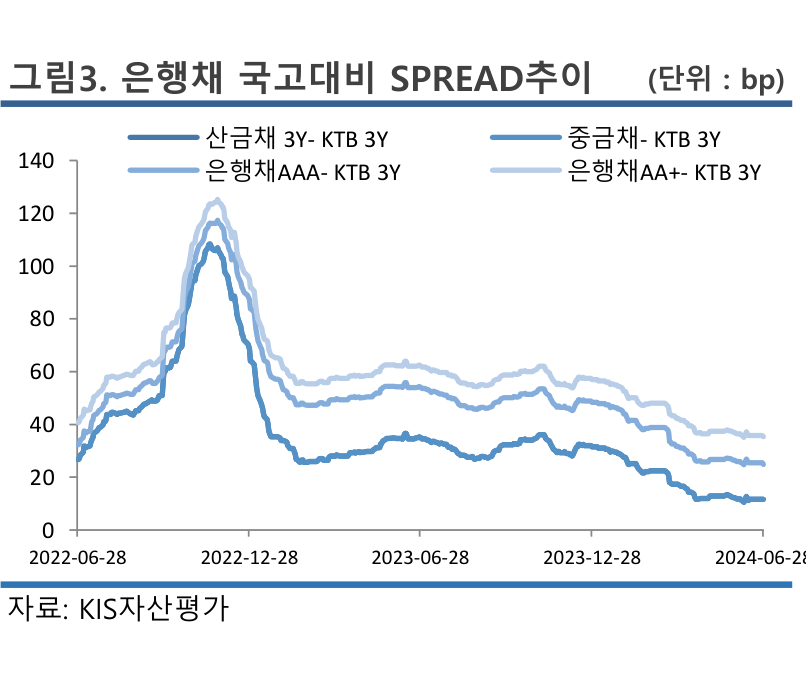 그림3. 은행채 국고대비 SPREAD추이 (단위 : bp)
산금채 3Y- KTB 3Y 중금채- KTB 3Y
은행채AAA- KTB 3Y 은행채AA+- KTB 3Y
140
120
100
80
60
40
20
0
2022-06-28 2022-12-28 2023-06-28 2023-12-28 2024-06-28
자료: KIS자산평가